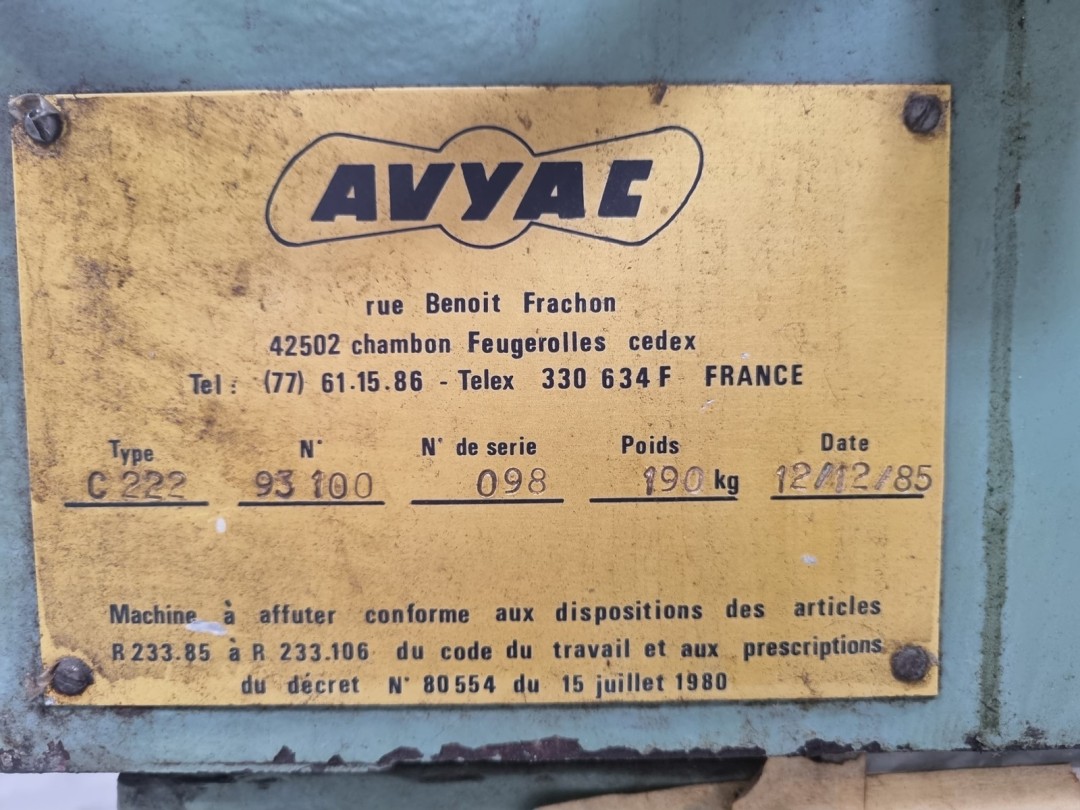 AVYAC
rue Benoit Frachon
42502 chambon Feugerolles cedex
Tel : (77) 61.15.86 - Telex 330 634 F FRANCE
Type N° N° de serie Poids Date
C 222 93 100 098 190 kg 12/12/85
Machine à affuter conforme aux dispositions des articles
R 233.85 à R 233.106 du code du travail et aux prescriptions
du décret N° 80 554 du 15 juillet 1980